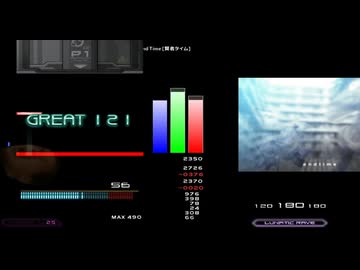 P1
nd Time [賢者タイム]
GREAT 121
2350
2726
-0376
2370
-0020
976
398
78
24
308
66
56
MAX 490
25
endtime
120 180 180
LUNATIC RAVE